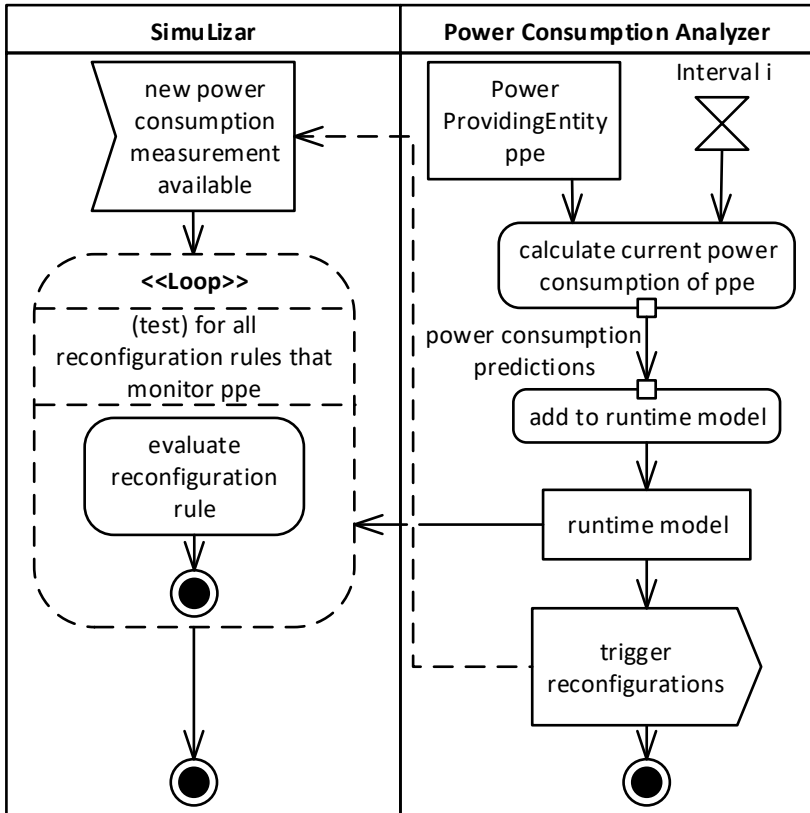 SimuLizar
Power Consumption Analyzer
new power
consumption
measurement
available
Power
ProvidingEntity
ppe
Interval i
calculate current power
consumption of ppe
<<Loop>>
(test) for all
reconfiguration rules that
monitor ppe
power consumption
predictions
add to runtime model
evaluate
reconfiguration
rule
runtime model
trigger
reconfigurations